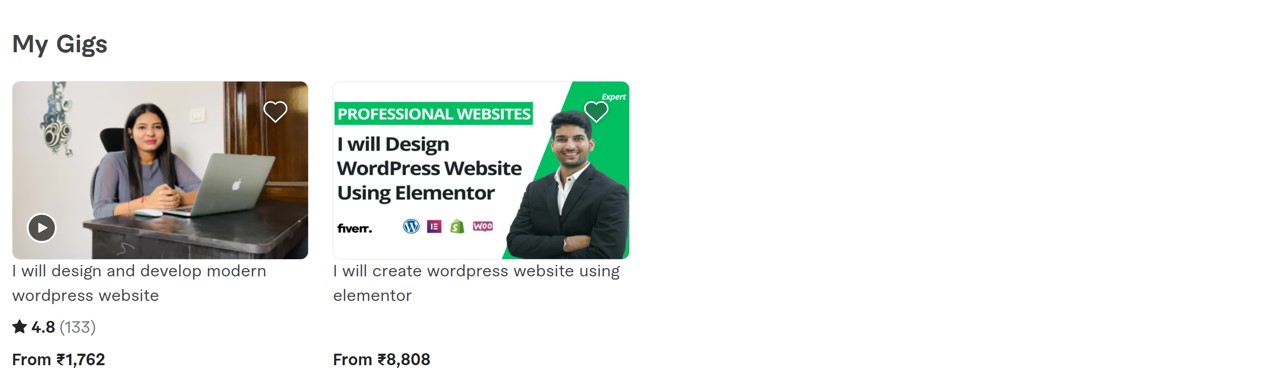 My Gigs
Expert
PROFESSIONAL WEBSITES
I will Design
WordPress Website
Using Elementor
fiverr.
WOO
I will design and develop modern
wordpress website
4.8 (133)
From ₹1,762
I will create wordpress website using
elementor
From ₹8,808